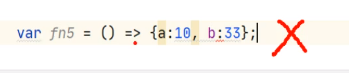 var fn5 = () => {a:10, b:33};